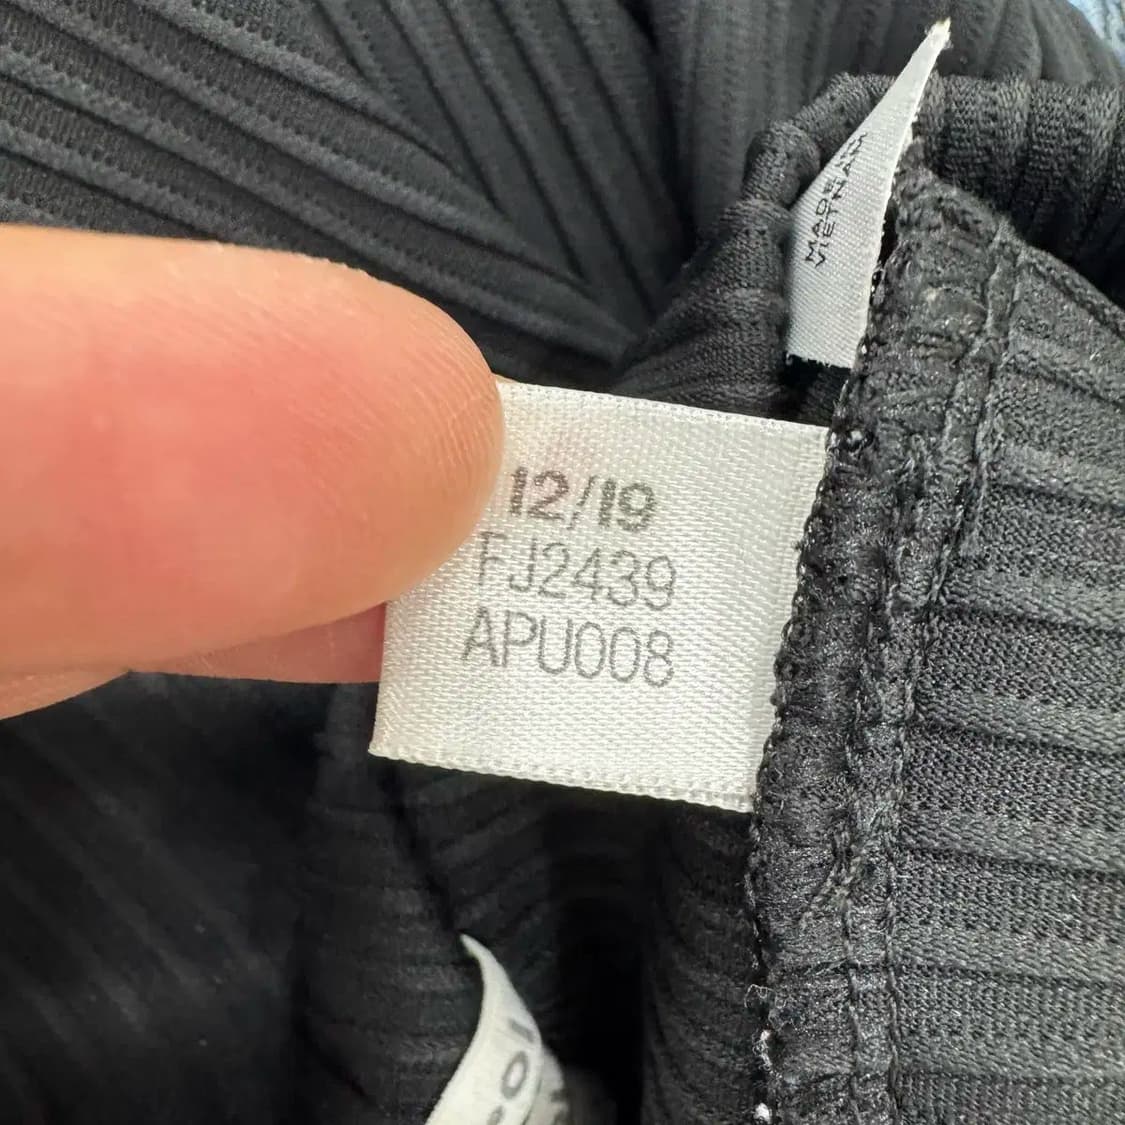 MADE IN
VIETNAM
12/19
FJ2439
APU008